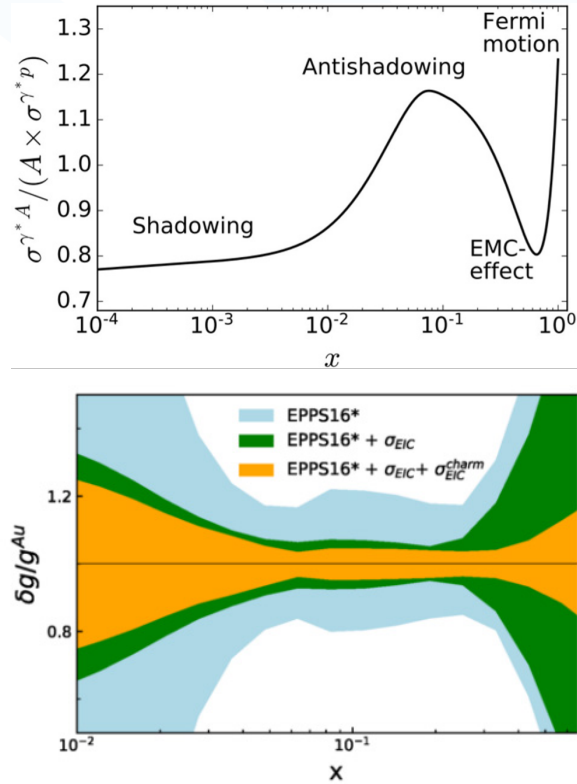 1.3
1.2
1.1
1.0
0.9
0.8
0.7
σ^{γ* A}/(A × σ^{γ* p})
Fermi
motion
Antishadowing
Shadowing
EMC-
effect
10^{-4} 10^{-3} 10^{-2} 10^{-1} 10^{0}
x
EPPS16*
EPPS16* + σ_{EIC}
EPPS16* + σ_{EIC}+ σ_{EIC}^{charm}
1.2
0.8
δg/g^{Au}
10^{-2} 10^{-1}
x